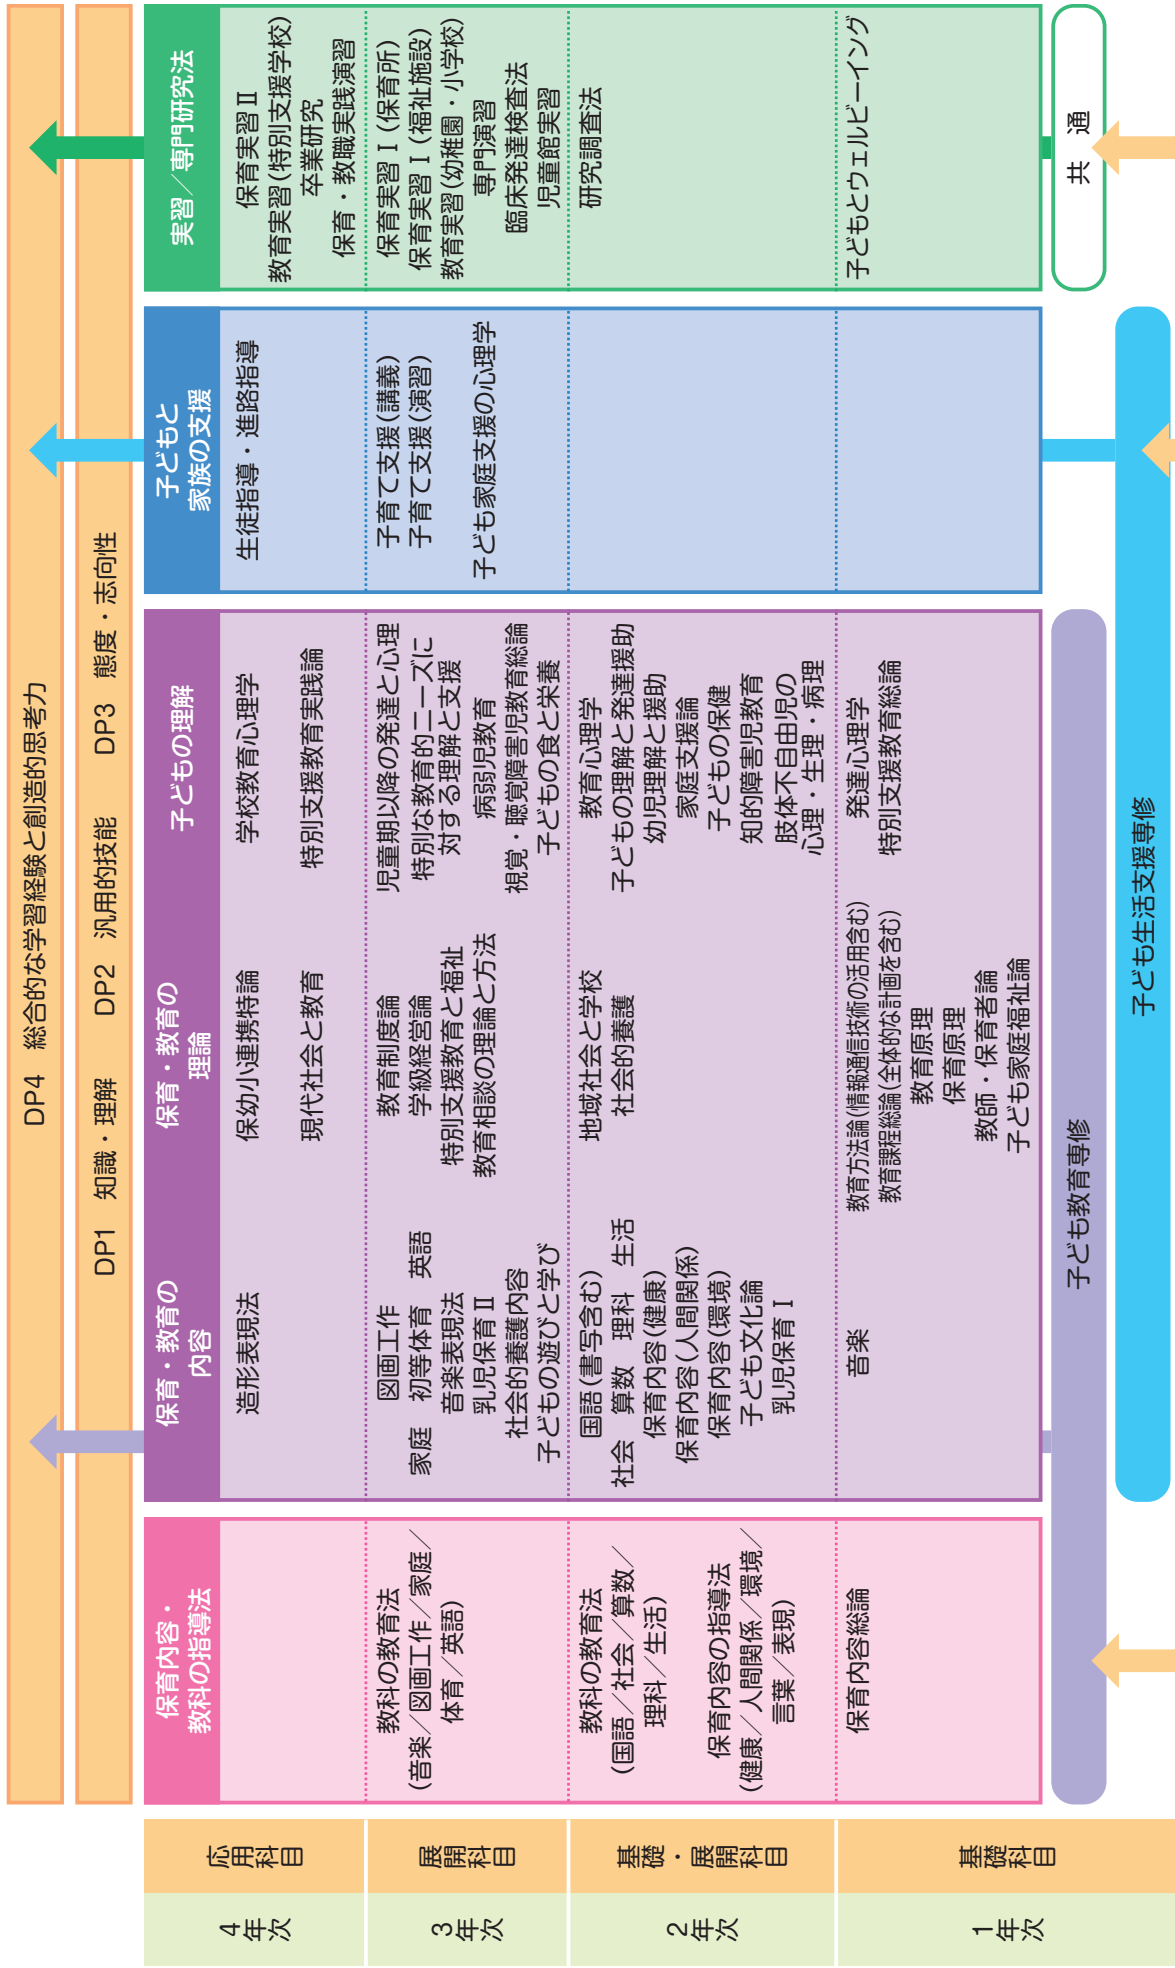 DP4 総合的な学習経験と創造的思考力
DP1 知識・理解 DP2 汎用的技能 DP3 態度・志向性
保育内容・
教科の指導法
保育・教育の
内容
保育・教育の
理論
子どもの理解
子どもと
家族の支援
実習／専門研究法
4年次
応用科目
造形表現法
保幼小連携特論
現代社会と教育
学校教育心理学
特別支援教育実践論
生徒指導・進路指導
保育実習Ⅱ
教育実習（特別支援学校）
卒業研究
保育・教職実践演習
3年次
展開科目
教科の教育法
（音楽／図画工作／家庭／
体育／英語）
図画工作
家庭 初等体育 英語
音楽表現法
乳児保育Ⅱ
社会的養護内容
子どもの遊びと学び
教育制度論
学級経営論
特別支援教育と福祉
教育相談の理論と方法
児童期以降の発達と心理
特別な教育的ニーズに
対する理解と支援
病弱児教育
視覚・聴覚障害児教育総論
子どもの食と栄養
子育て支援（講義）
子育て支援（演習）
子ども家庭支援の心理学
保育実習Ⅰ（保育所）
保育実習Ⅰ（福祉施設）
教育実習（幼稚園・小学校）
専門演習
臨床発達検査法
児童館実習
2年次
基礎・展開科目
教科の教育法
（国語／社会／算数／
理科／生活）
保育内容の指導法
（健康／人間関係／環境／
言葉／表現）
国語（書写含む）
社会 算数 理科 生活
保育内容（健康）
保育内容（人間関係）
保育内容（環境）
子ども文化論
乳児保育Ⅰ
地域社会と学校
社会的養護
教育心理学
子どもの理解と発達援助
幼児理解と援助
家庭支援論
子どもの保健
知的障害児教育
肢体不自由児の
心理・生理・病理
研究調査法
1年次
基礎科目
保育内容総論
音楽
教育方法論（情報通信技術の活用含む）
教育課程総論（全体的な計画を含む）
教育原理
保育原理
教師・保育者論
子ども家庭福祉論
発達心理学
特別支援教育総論
子どもとウェルビーイング
子ども教育専修
共通
子ども生活支援専修